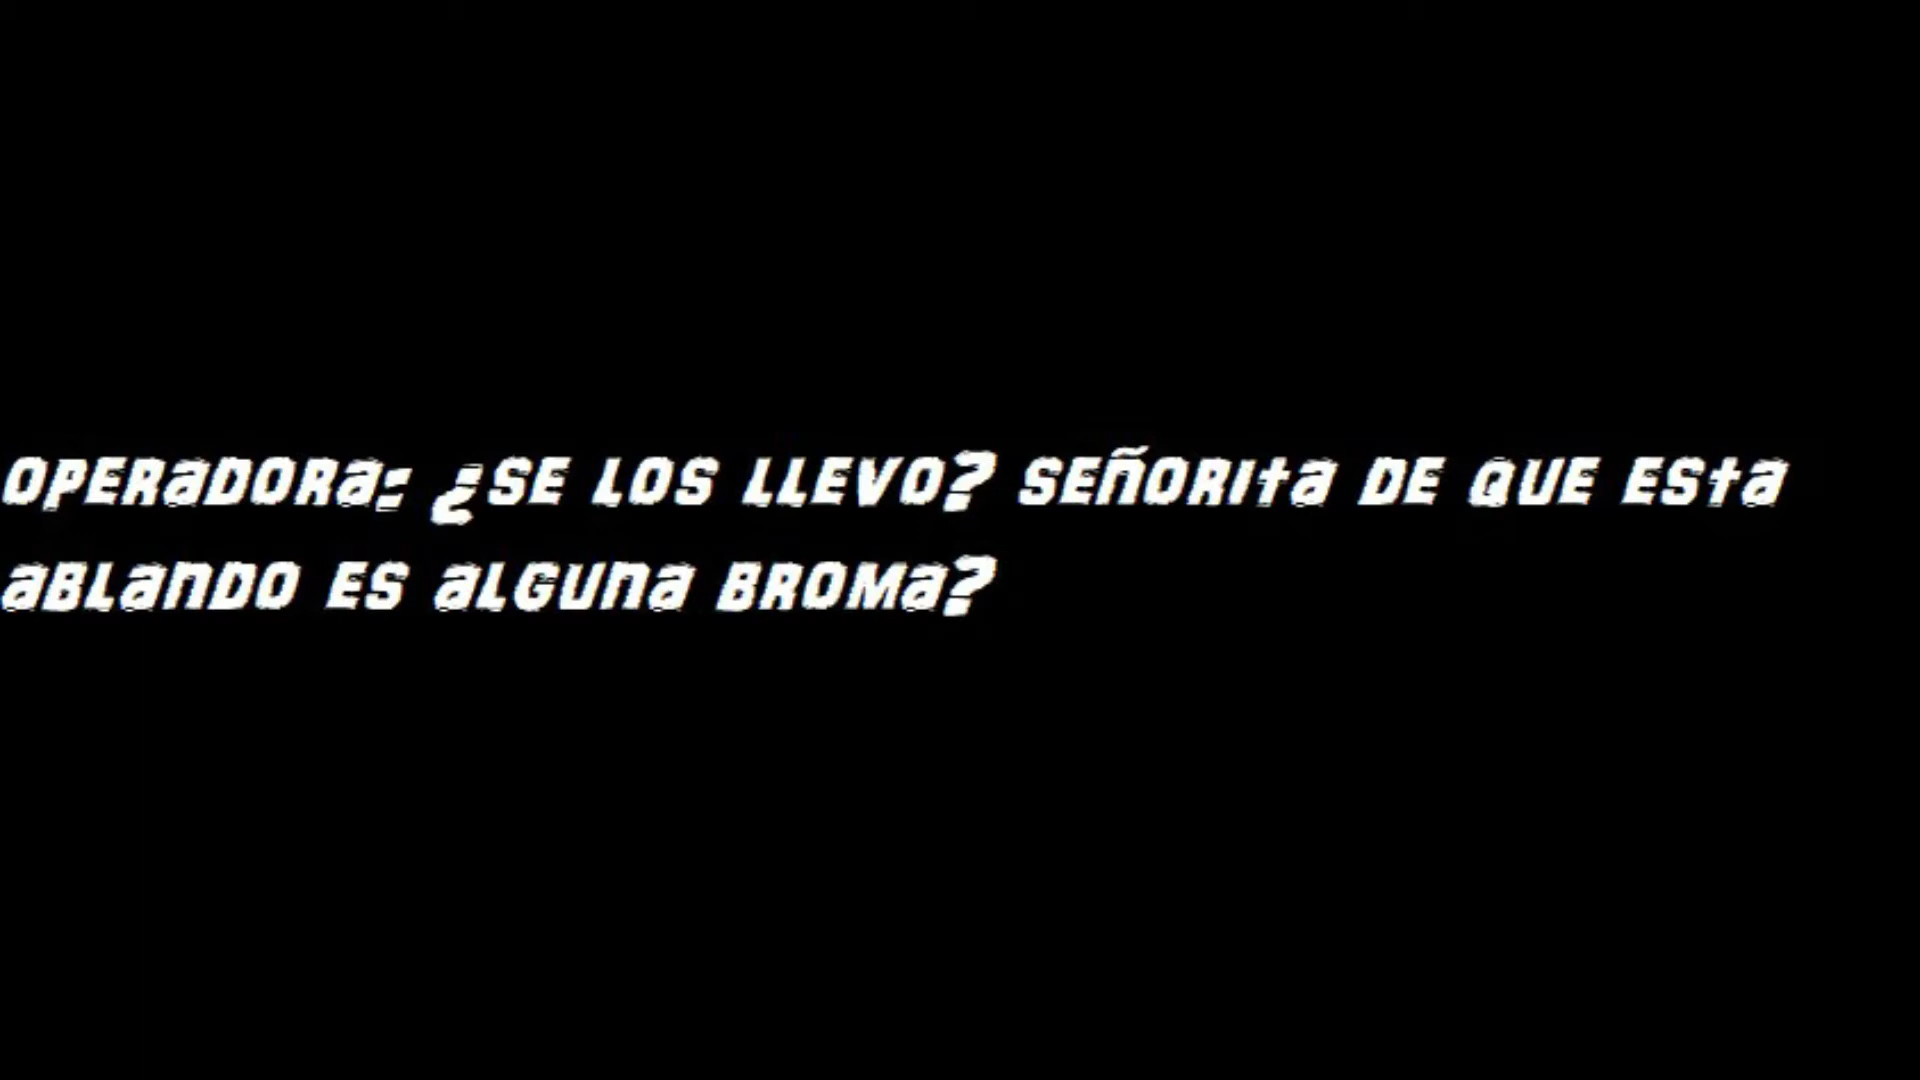 OPERADORA: ¿SE LOS LLEVO? SEÑORITA DE QUE ESTA
ABLANDO ES ALGUNA BROMA?